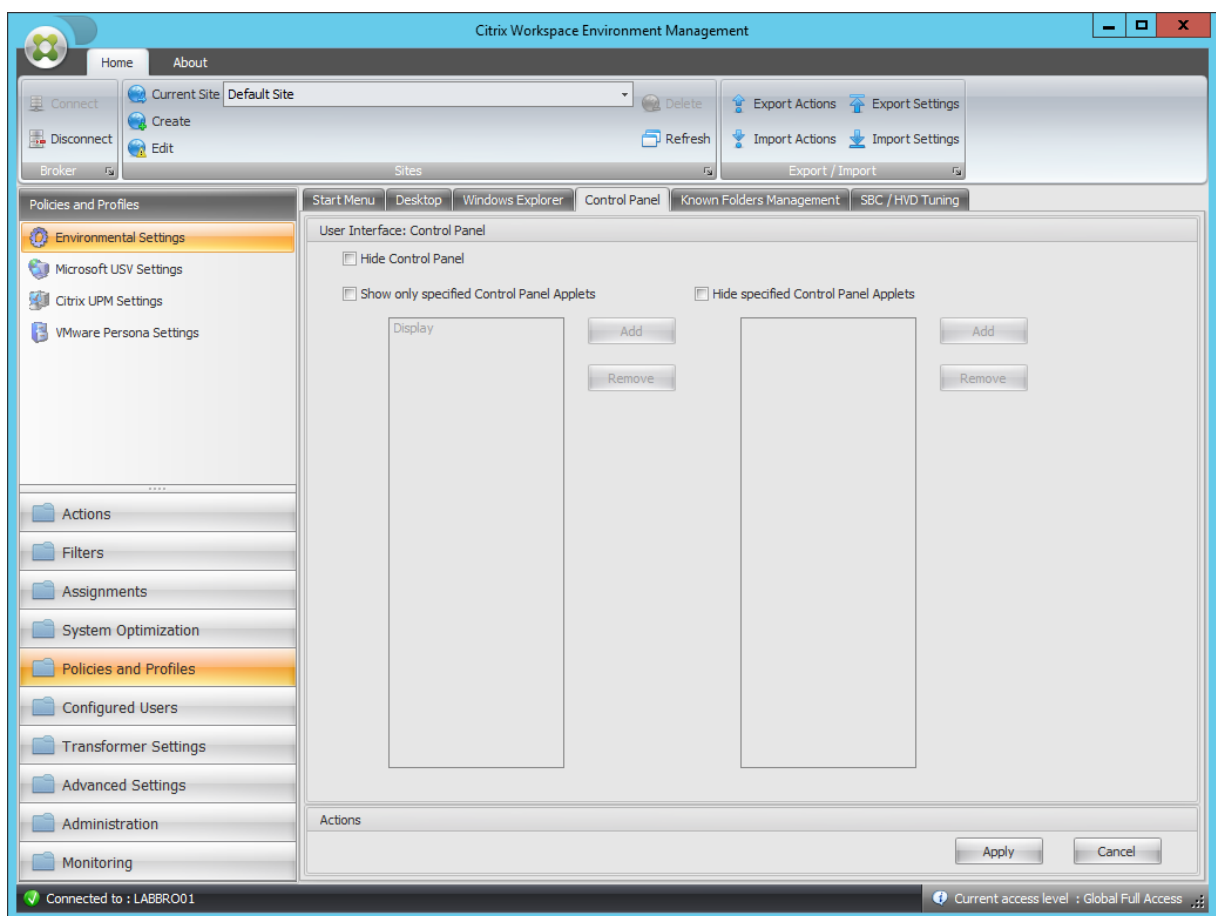 Citrix Workspace Environment Management
Home About
Connect
Disconnect
Broker
Current Site Default Site
Create
Edit
Delete
Refresh
Sites
Export Actions Export Settings
Import Actions Import Settings
Export / Import
Policies and Profiles
Environmental Settings
Microsoft USV Settings
Citrix UPM Settings
VMware Persona Settings
Actions
Filters
Assignments
System Optimization
Policies and Profiles
Configured Users
Transformer Settings
Advanced Settings
Administration
Monitoring
Start Menu Desktop Windows Explorer Control Panel Known Folders Management SBC / HVD Tuning
User Interface: Control Panel
Hide Control Panel
Show only specified Control Panel Applets Hide specified Control Panel Applets
Display Add Add
Remove Remove
Actions
Apply Cancel
Connected to : LABBRO01 Current access level : Global Full Access